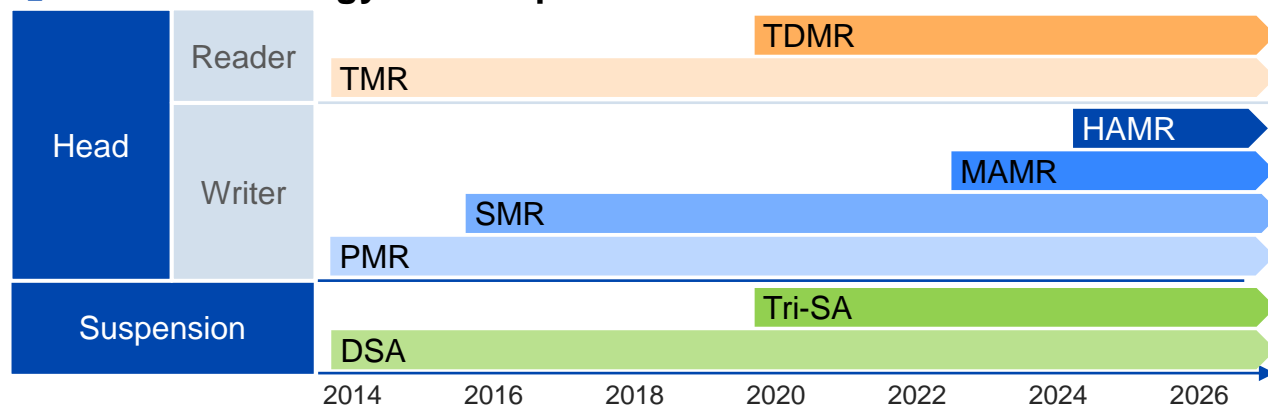 Reader
TDMR
TMR
Head
HAMR
MAMR
Writer
SMR
PMR
Tri-SA
Suspension
DSA
2014 2016 2018 2020 2022 2024 2026